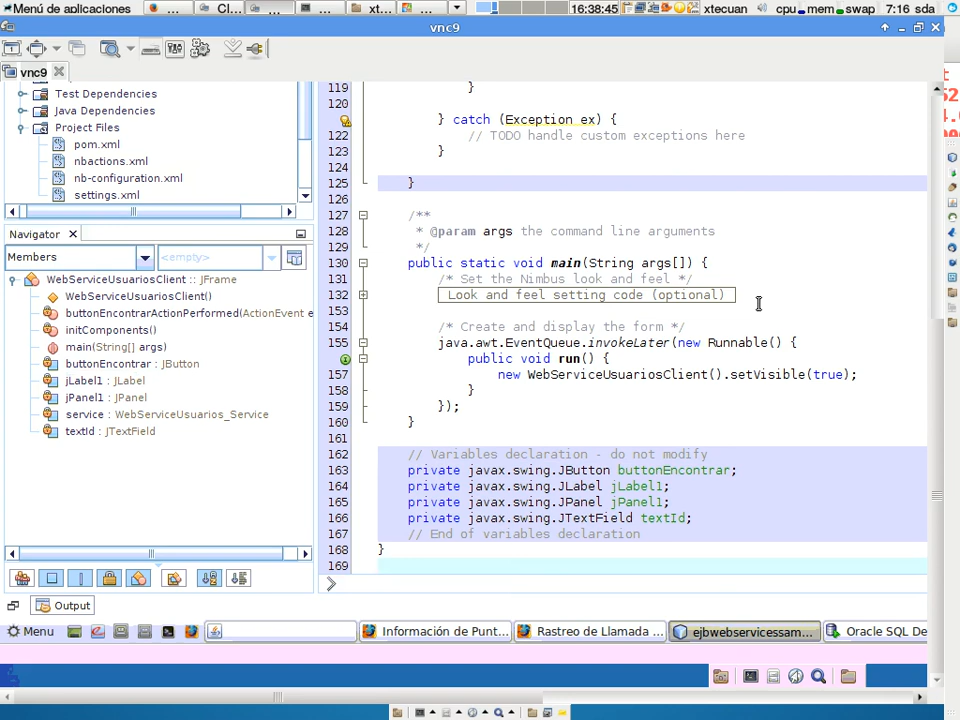 Menú de aplicaciones
...
Cl...
...
...
xt...
...
16:38:45
xtecuan
cpu mem swap
7:16 sda
vnc9
vnc9
Test Dependencies
Java Dependencies
Project Files
pom.xml
nbactions.xml
nb-configuration.xml
settings.xml
Navigator
Members
<empty>
WebServiceUsuariosClient :: JFrame
WebServiceUsuariosClient()
buttonEncontrarActionPerformed(ActionEvent e
initComponents()
main(String[] args)
buttonEncontrar : JButton
jLabel1 : JLabel
jPanel1 : JPanel
service : WebServiceUsuarios_Service
textId : JTextField
Output
119 }
120
} catch (Exception ex) {
122 // TODO handle custom exceptions here
123 }
124
125 }
126
127 /**
128 * @param args the command line arguments
129 */
130 public static void main(String args[]) {
131 /* Set the Nimbus look and feel */
132 Look and feel setting code (optional)
153
154 /* Create and display the form */
155 java.awt.EventQueue.invokeLater(new Runnable() {
public void run() {
157 new WebServiceUsuariosClient().setVisible(true);
158 }
159 });
160 }
161
162 // Variables declaration - do not modify
163 private javax.swing.JButton buttonEncontrar;
164 private javax.swing.JLabel jLabel1;
165 private javax.swing.JPanel jPanel1;
166 private javax.swing.JTextField textId;
167 // End of variables declaration
168 }
169
Menu
Información de Punt...
Rastreo de Llamada ...
ejbwebservicessam...
Oracle SQL De